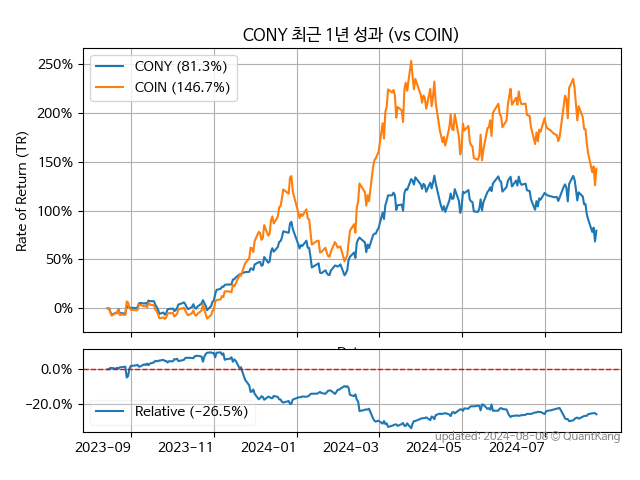 CONY 최근 1년 성과 (vs COIN)
CONY (81.3%)
COIN (146.7%)
Rate of Return (TR)
250%
200%
150%
100%
50%
0%
0.0%
−20.0%
Relative (−26.5%)
2023−09
2023−11
2024−01
2024−03
2024−05
2024−07
updated: 2024−08−08 © QuantKang